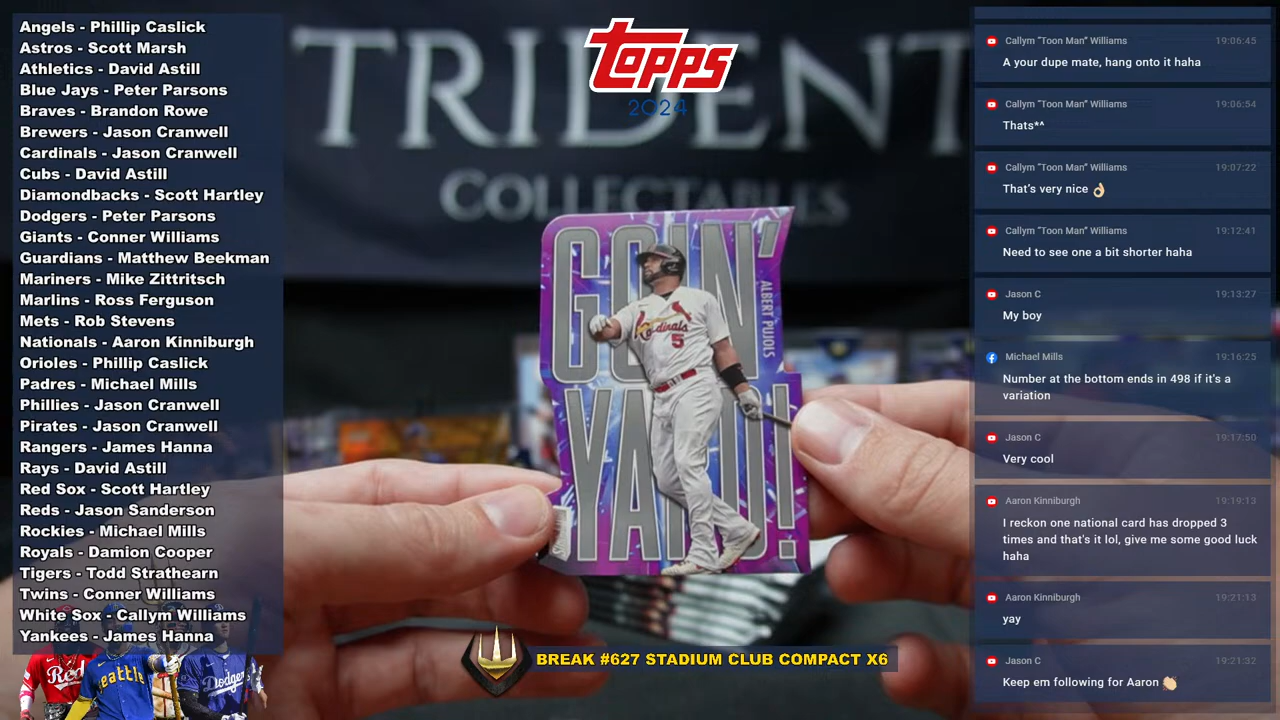 Angels - Phillip Caslick
Astros - Scott Marsh
Athletics - David Astill
Blue Jays - Peter Parsons
Braves - Brandon Rowe
Brewers - Jason Cranwell
Cardinals - Jason Cranwell
Cubs - David Astill
Diamondbacks - Scott Hartley
Dodgers - Peter Parsons
Giants - Conner Williams
Guardians - Matthew Beekman
Mariners - Mike Zittritsch
Marlins - Ross Ferguson
Mets - Rob Stevens
Nationals - Aaron Kinniburgh
Orioles - Phillip Caslick
Padres - Michael Mills
Phillies - Jason Cranwell
Pirates - Jason Cranwell
Rangers - James Hanna
Rays - David Astill
Red Sox - Scott Hartley
Reds - Jason Sanderson
Rockies - Michael Mills
Royals - Damion Cooper
Tigers - Todd Strathearn
Twins - Conner Williams
White Sox - Callym Williams
Yankees - James Hanna
Reds
Seattle
Dodgers
TRIDENT
COLLECTABLES
topps
2024
GOIN'
YARD!
ALBERT PUJOLS
Cardinals
5
BREAK #627 STADIUM CLUB COMPACT X6
Callym "Toon Man" Williams 19:06:45
A your dupe mate, hang onto it haha
Callym "Toon Man" Williams 19:06:54
Thats*^
Callym "Toon Man" Williams 19:07:22
That's very nice 👌🏼
Callym "Toon Man" Williams 19:12:41
Need to see one a bit shorter haha
Jason C 19:13:27
My boy
Michael Mills 19:16:25
Number at the bottom ends in 498 if it's a
variation
Jason C 19:17:50
Very cool
Aaron Kinniburgh 19:19:13
I reckon one national card has dropped 3
times and that's it lol, give me some good luck
haha
Aaron Kinniburgh 19:21:13
yay
Jason C 19:21:32
Keep em following for Aaron 👏🏼